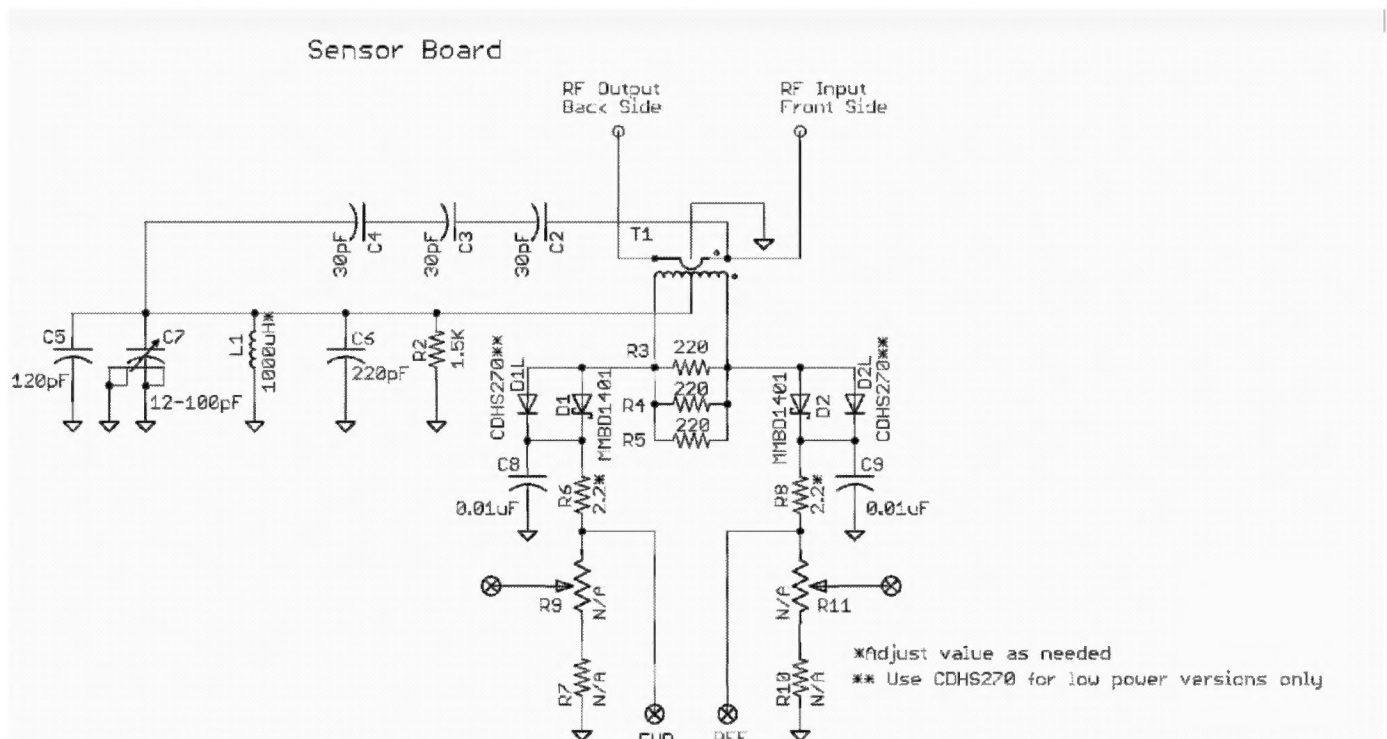 Sensor Board
RF Output
Back Side
RF Input
Front Side
T1
30pF
C4
30pF
C3
30pF
C2
C5
120pF
C7
12-100pF
L1
1000uH*
C6
220pF
R2
1.5K
R3
220
R4
220
R5
220
CDHS270**
D1L
D1
MMBD1401
MMBD1401
D2
D2L
CDHS270**
C8
0.01uF
R6
2.2*
R8
2.2*
C9
0.01uF
R9
N/A
N/A
R11
R7
N/A
R10
N/A
*Adjust value as needed
** Use CDHS270 for low power versions only